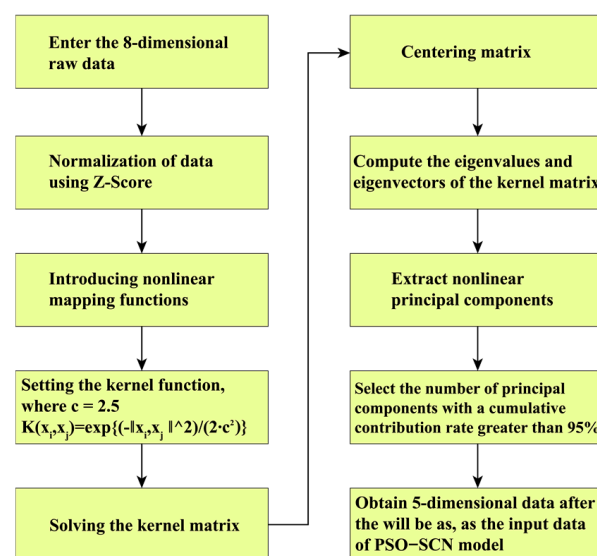 Enter the 8-dimensional
raw data
Normalization of data
using Z-Score
Introducing nonlinear
mapping functions
Setting the kernel function,
where c = 2.5
K(xᵢ,xⱼ)=exp{(-‖xᵢ,xⱼ ‖^2)/(2·c²)}
Solving the kernel matrix
Centering matrix
Compute the eigenvalues and
eigenvectors of the kernel matrix
Extract nonlinear
principal components
Select the number of principal
components with a cumulative
contribution rate greater than 95%
Obtain 5-dimensional data after
the will be as, as the input data
of PSO−SCN model